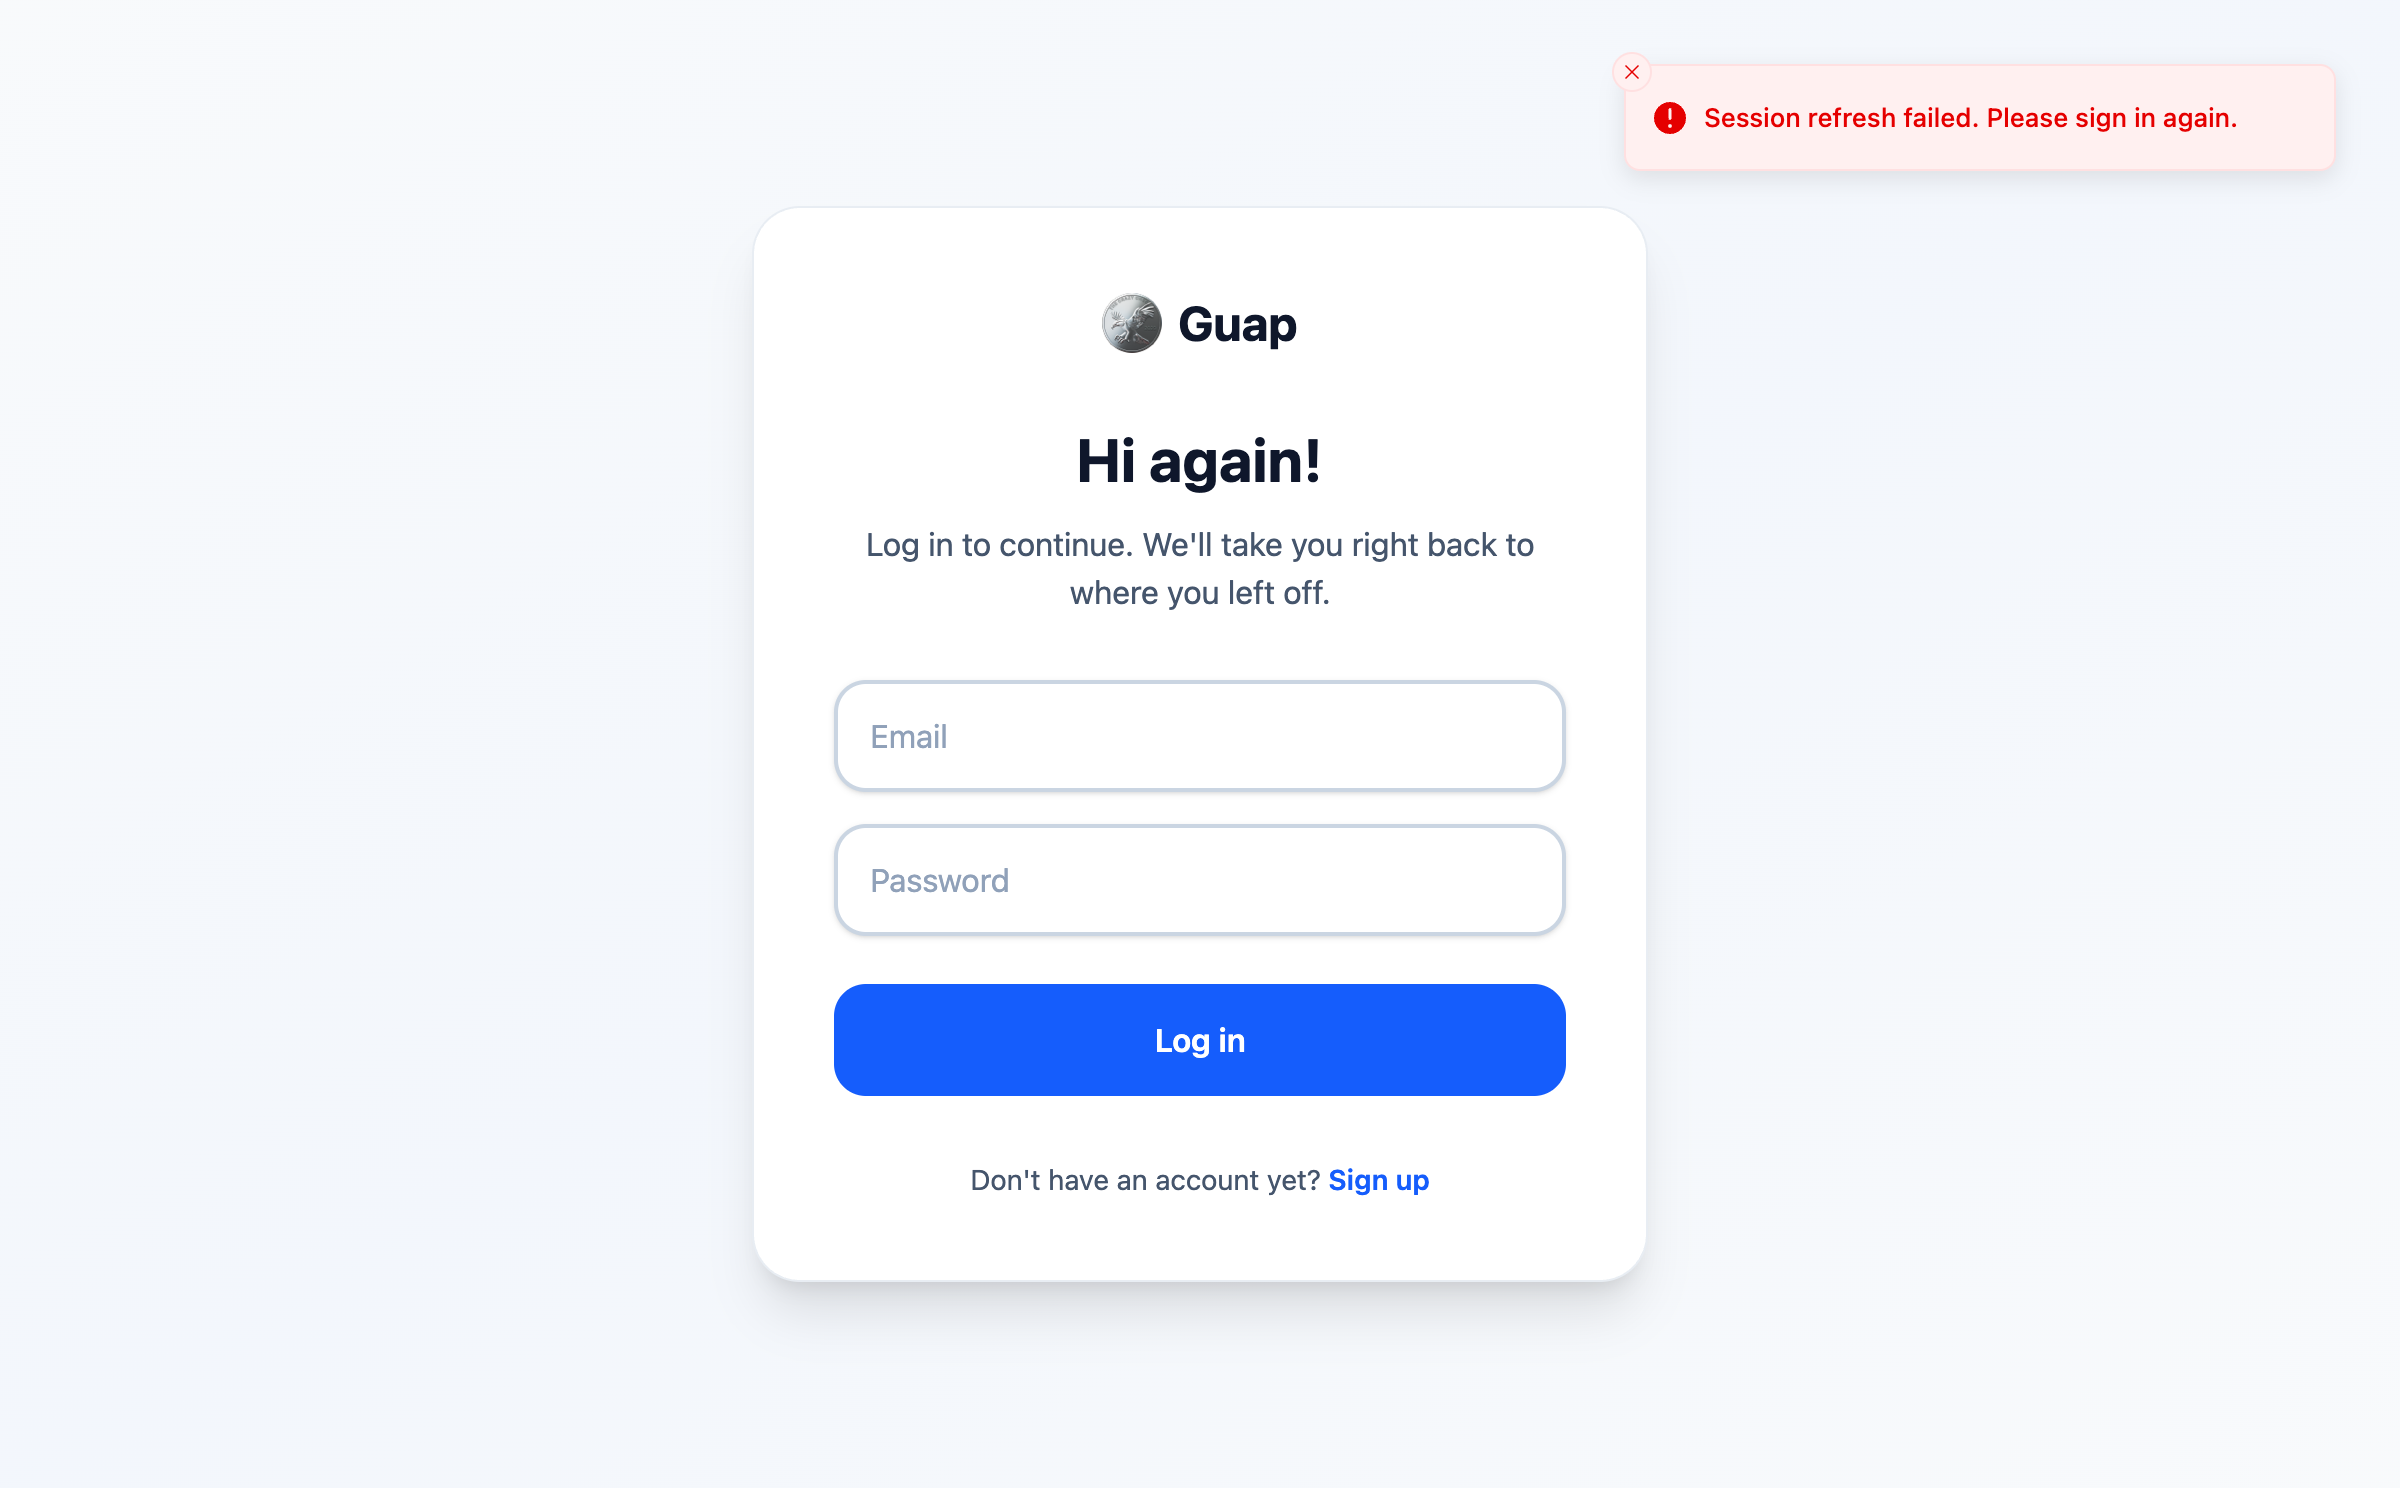 Session refresh failed. Please sign in again.
Guap
Hi again!
Log in to continue. We'll take you right back to
where you left off.
Email
Password
Log in
Don't have an account yet? Sign up